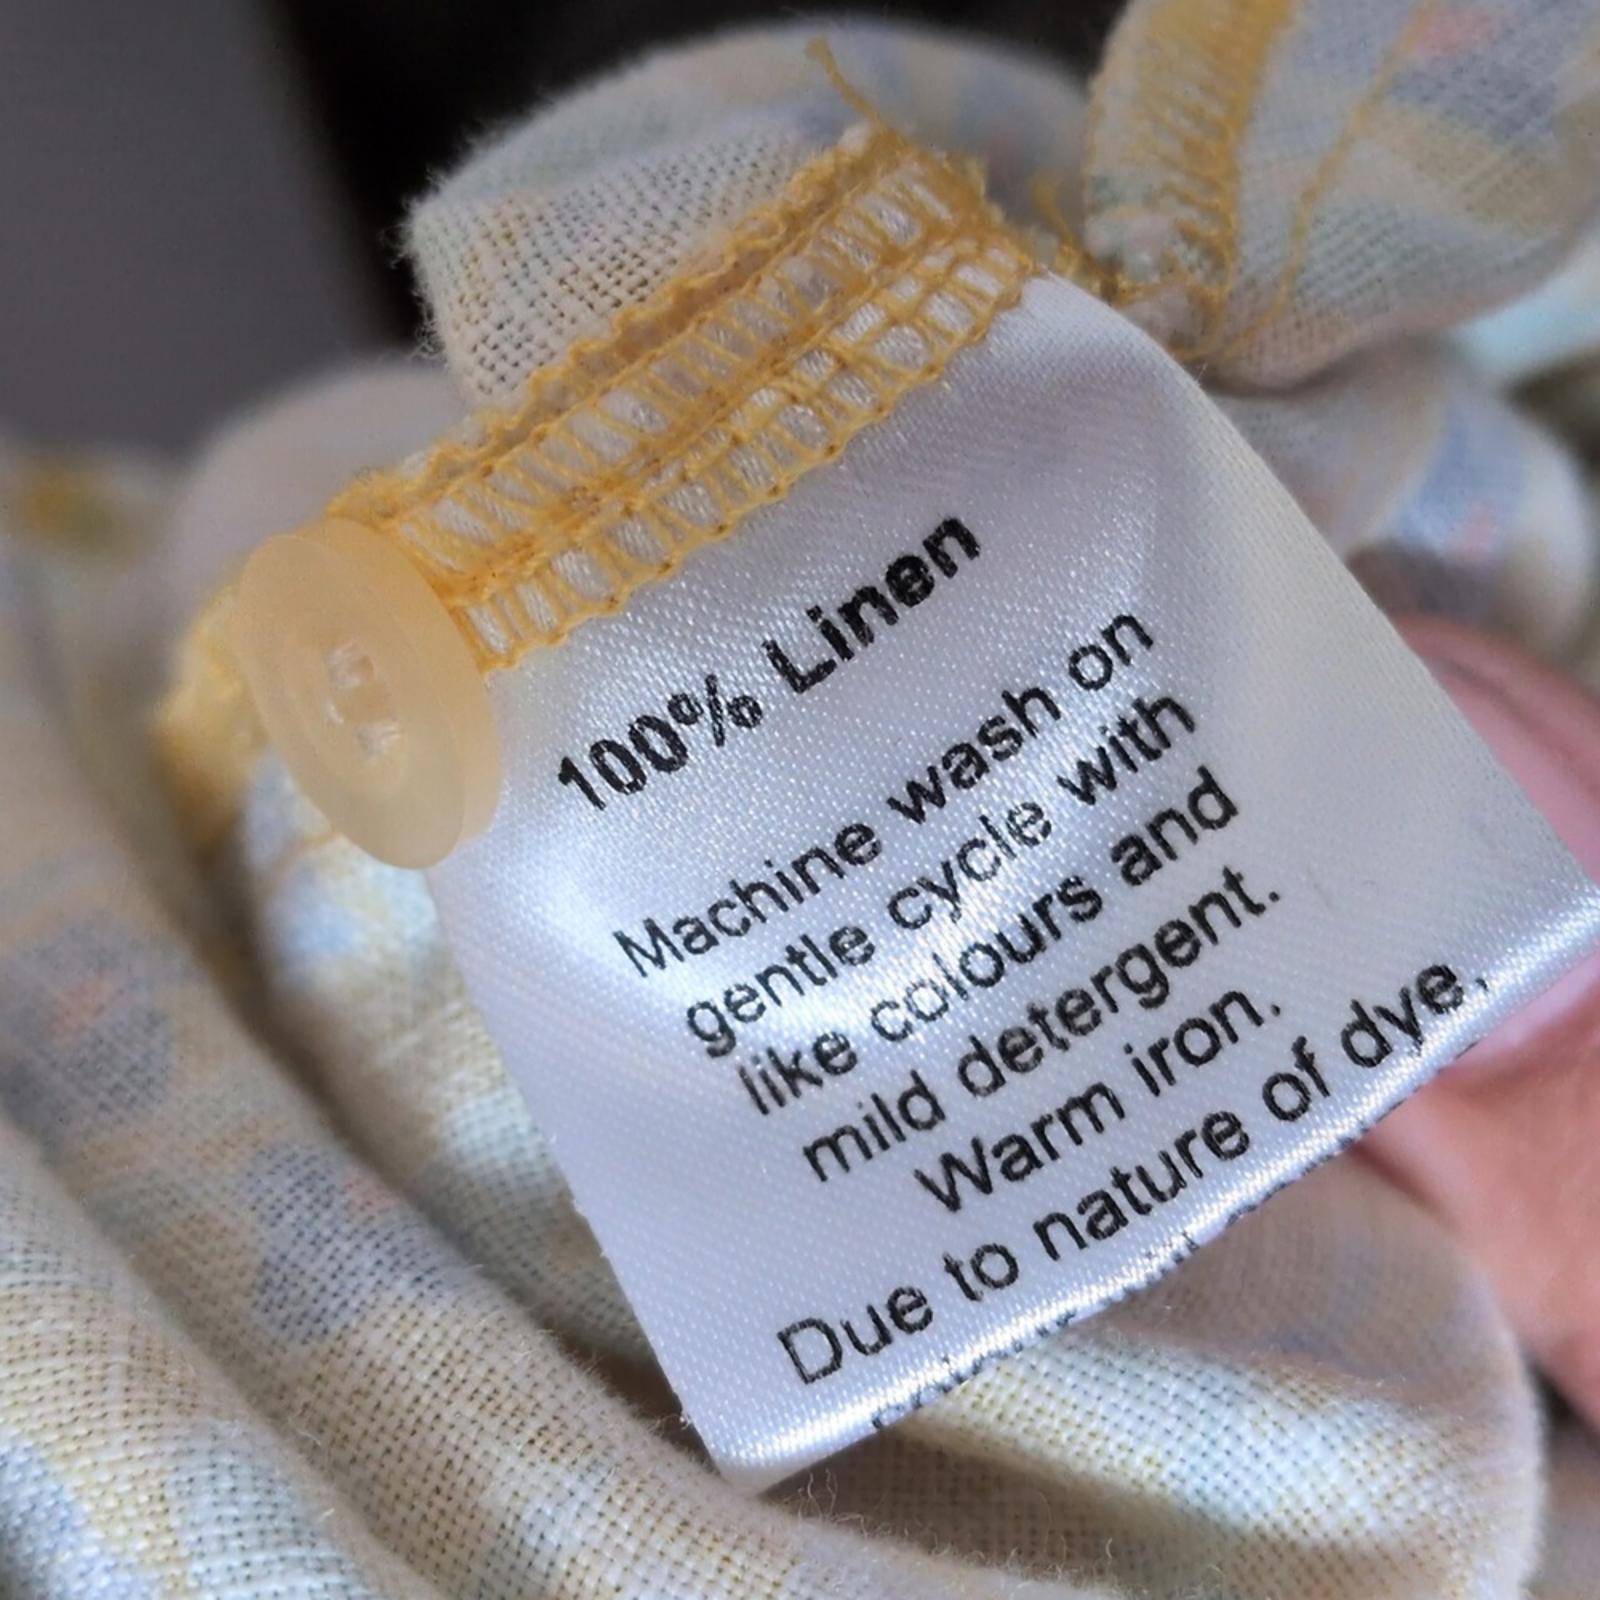 100% Linen
Machine wash on
gentle cycle with
like colours and
mild detergent.
Warm iron.
Due to nature of dye,